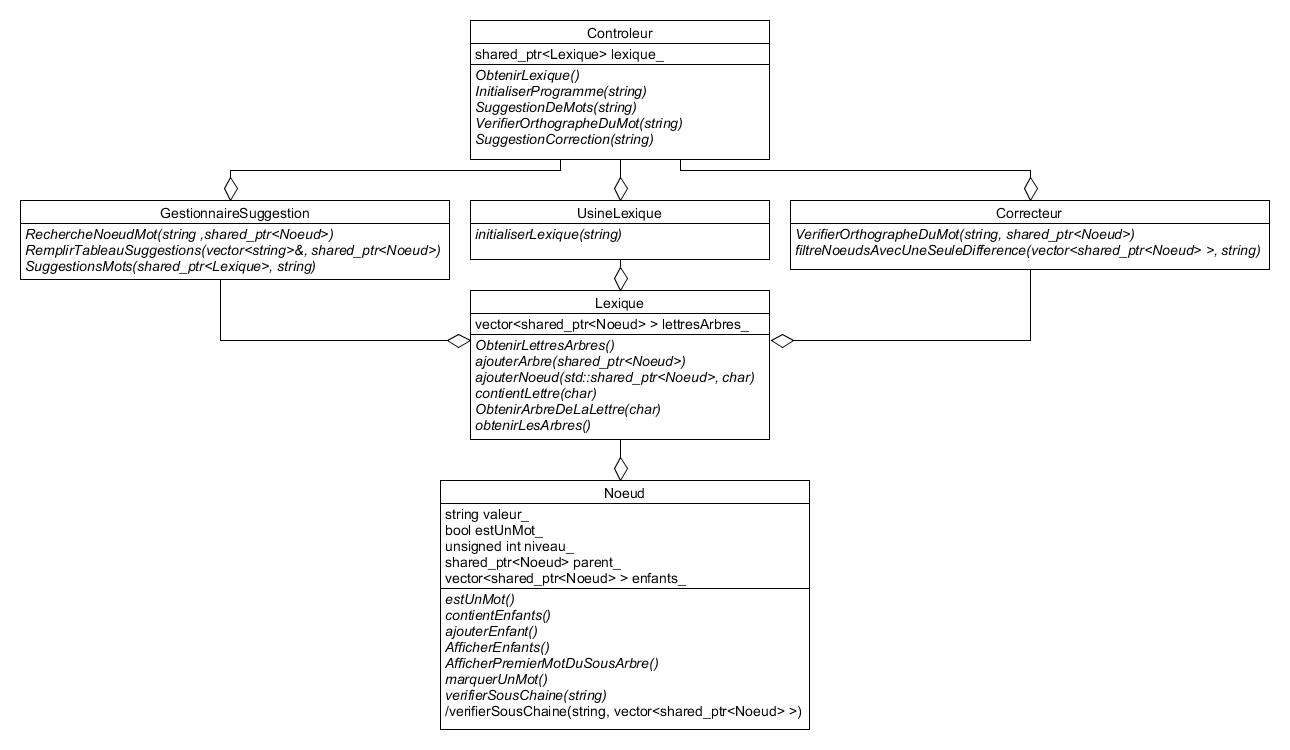 Controleur
shared_ptr<Lexique> lexique_
ObtenirLexique()
InitialiserProgramme(string)
SuggestionDeMots(string)
VerifierOrthographeDuMot(string)
SuggestionCorrection(string)
GestionnaireSuggestion
RechercheNoeudMot(string ,shared_ptr<Noeud>)
RemplirTableauSuggestions(vector<string>&, shared_ptr<Noeud>)
SuggestionsMots(shared_ptr<Lexique>, string)
UsineLexique
initialiserLexique(string)
Correcteur
VerifierOrthographeDuMot(string, shared_ptr<Noeud>)
filtreNoeudsAvecUneSeuleDifference(vector<shared_ptr<Noeud> >, string)
Lexique
vector<shared_ptr<Noeud> > lettresArbres_
ObtenirLettresArbres()
ajouterArbre(shared_ptr<Noeud>)
ajouterNoeud(std::shared_ptr<Noeud>, char)
contientLettre(char)
ObtenirArbreDeLaLettre(char)
obtenirLesArbres()
Noeud
string valeur_
bool estUnMot_
unsigned int niveau_
shared_ptr<Noeud> parent_
vector<shared_ptr<Noeud> > enfants_
estUnMot()
contientEnfants()
ajouterEnfant()
AfficherEnfants()
AfficherPremierMotDuSousArbre()
marquerUnMot()
verifierSousChaine(string)
/verifierSousChaine(string, vector<shared_ptr<Noeud> >)